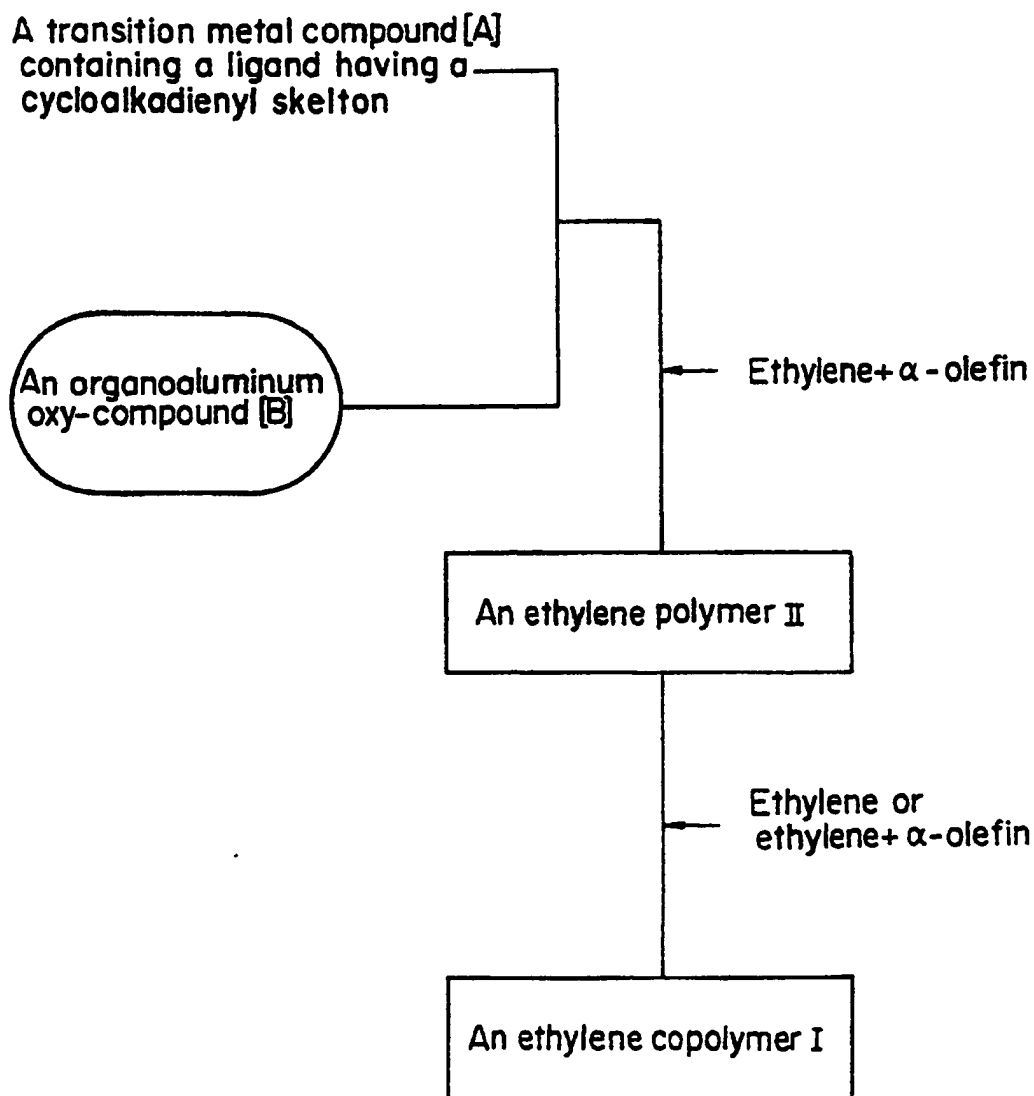 A transition metal compound [A]
containing a ligand having a
cycloalkadienyl skelton
An organoaluminum
oxy-compound [B]
Ethylene+ α-olefin
An ethylene polymer II
Ethylene or
ethylene+ α-olefin
An ethylene copolymer I